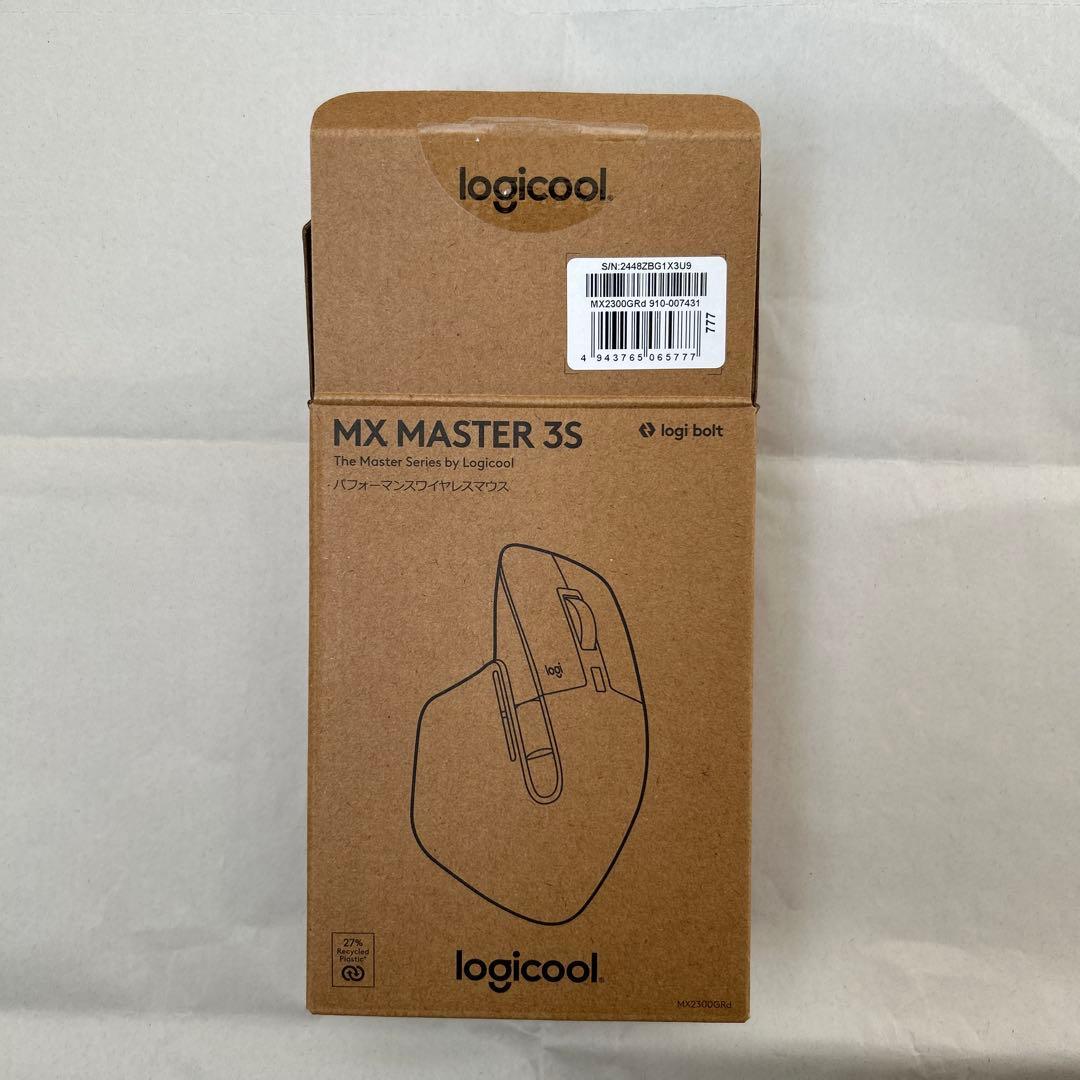 logicool
S/N:2448ZBG1X3U9
MX2300GRd 910-007431
777
4 943765 065777
MX MASTER 3S
logi bolt
The Master Series by Logicool
パフォーマンスワイヤレスマウス
logi
27%
Recycled
Plastic*
logicool
MX2300GRd